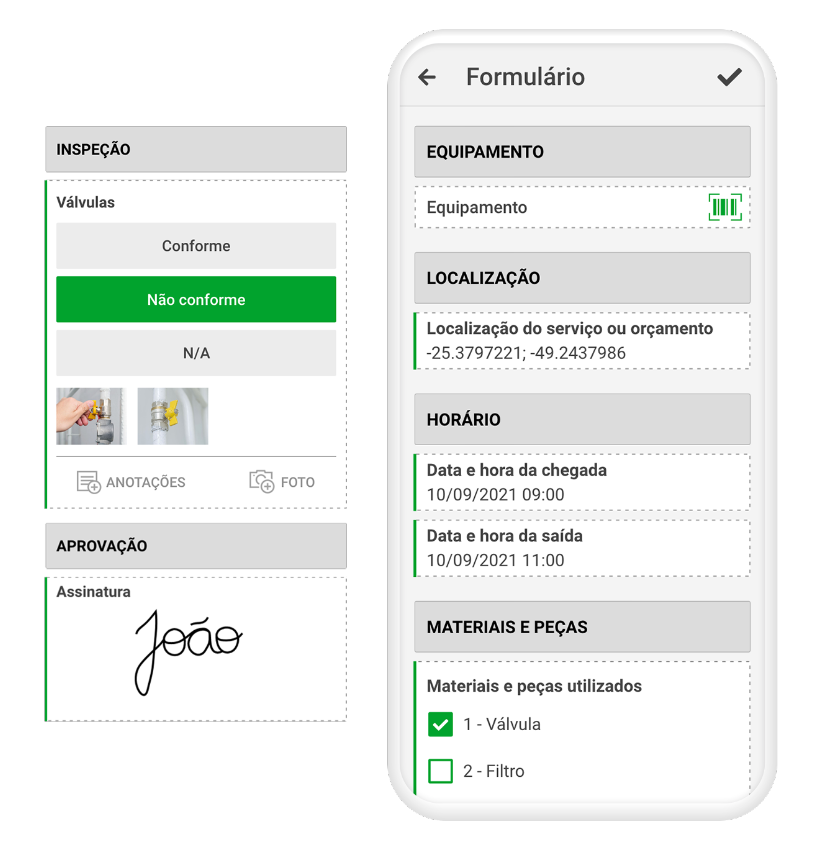 INSPEÇÃO
Válvulas
Conforme
Não conforme
N/A
ANOTAÇÕES FOTO
APROVAÇÃO
Assinatura
João
Formulário
EQUIPAMENTO
Equipamento
LOCALIZAÇÃO
Localização do serviço ou orçamento
-25.3797221; -49.2437986
HORÁRIO
Data e hora da chegada
10/09/2021 09:00
Data e hora da saída
10/09/2021 11:00
MATERIAIS E PEÇAS
Materiais e peças utilizados
1 - Válvula
2 - Filtro